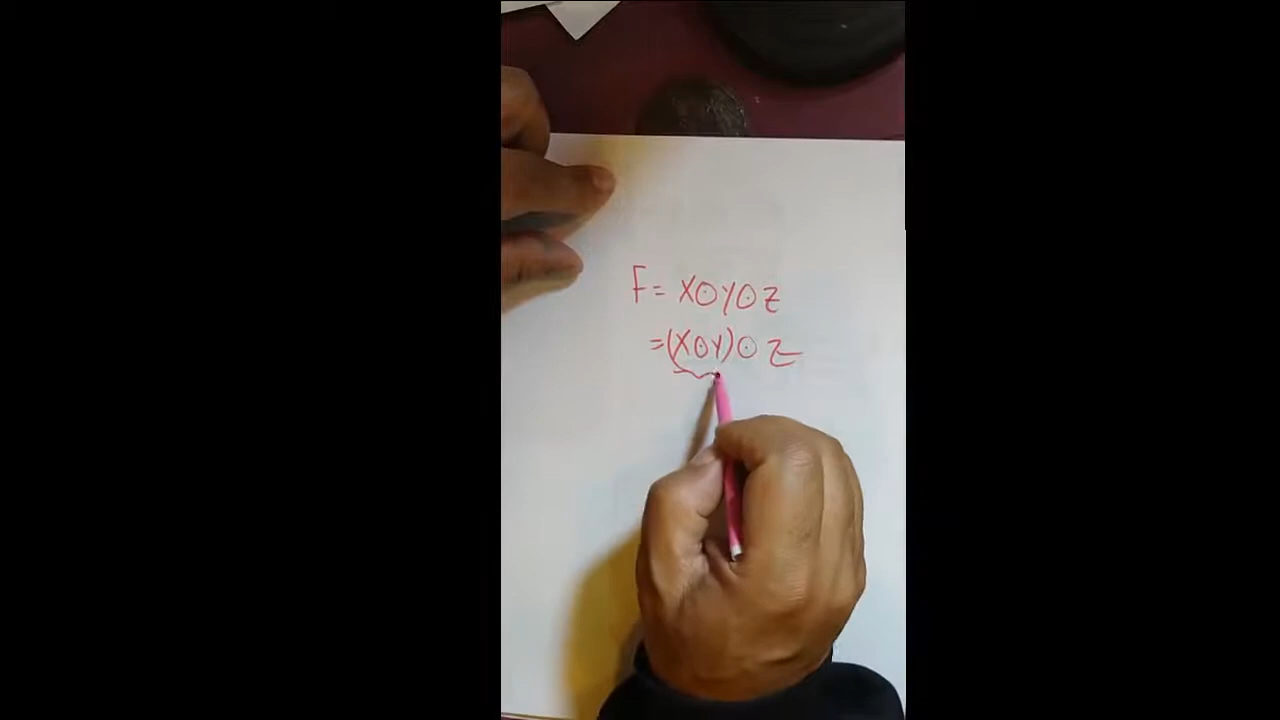 F = X⊙Y⊙Z
= (X⊙Y)⊙Z